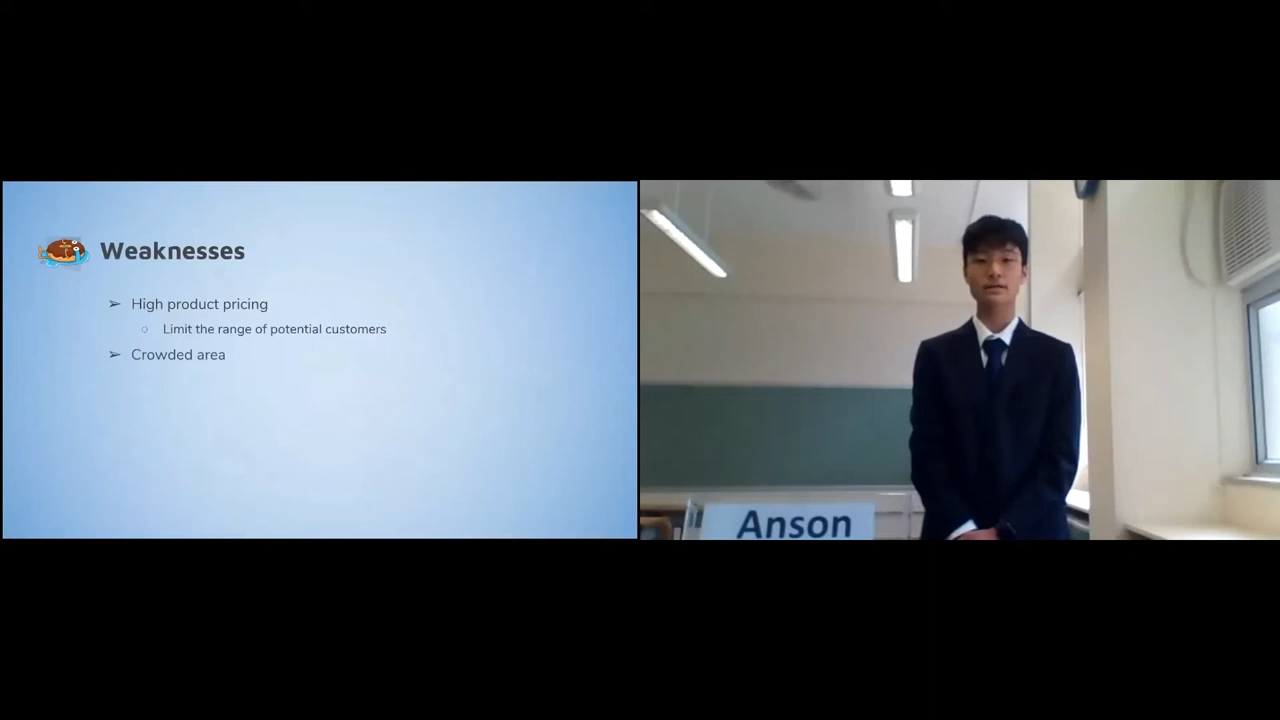 Weaknesses
➢ High product pricing
○ Limit the range of potential customers
➢ Crowded area
Anson